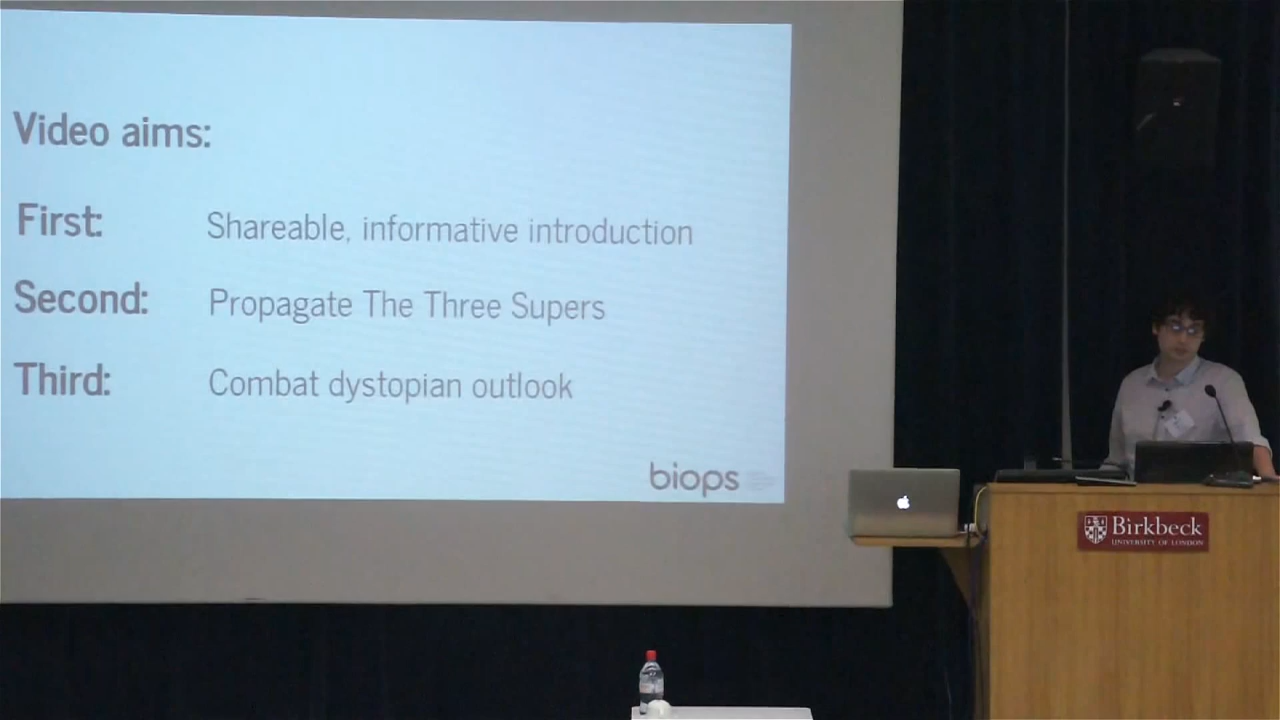 Video aims:
First: Shareable, informative introduction
Second: Propagate The Three Supers
Third: Combat dystopian outlook
biops
Birkbeck
UNIVERSITY OF LONDON